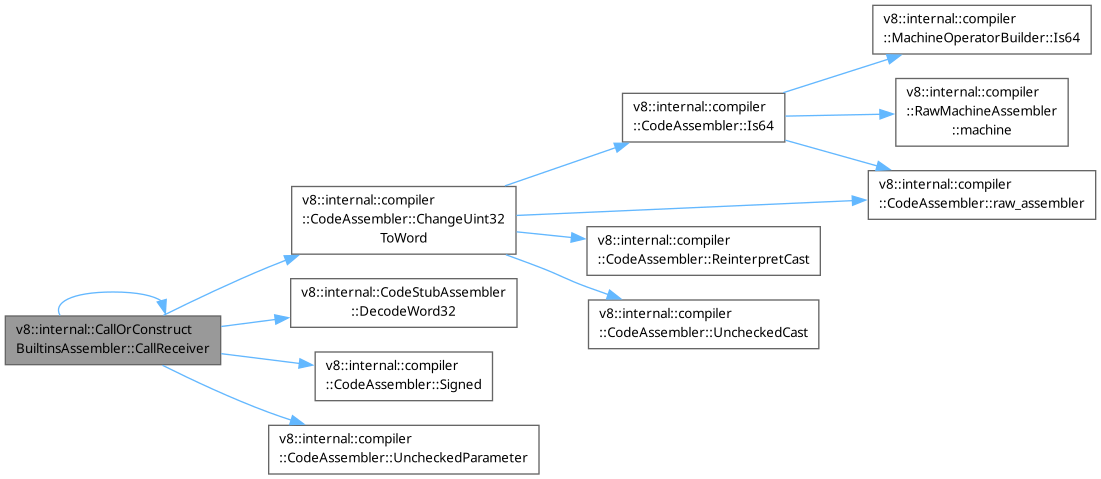 v8::internal::compiler
::MachineOperatorBuilder::Is64
v8::internal::compiler
::RawMachineAssembler
::machine
v8::internal::compiler
::CodeAssembler::Is64
v8::internal::compiler
::CodeAssembler::raw_assembler
v8::internal::compiler
::CodeAssembler::ChangeUint32
ToWord
v8::internal::compiler
::CodeAssembler::ReinterpretCast
v8::internal::CodeStubAssembler
::DecodeWord32
v8::internal::compiler
::CodeAssembler::UncheckedCast
v8::internal::CallOrConstruct
BuiltinsAssembler::CallReceiver
v8::internal::compiler
::CodeAssembler::Signed
v8::internal::compiler
::CodeAssembler::UncheckedParameter